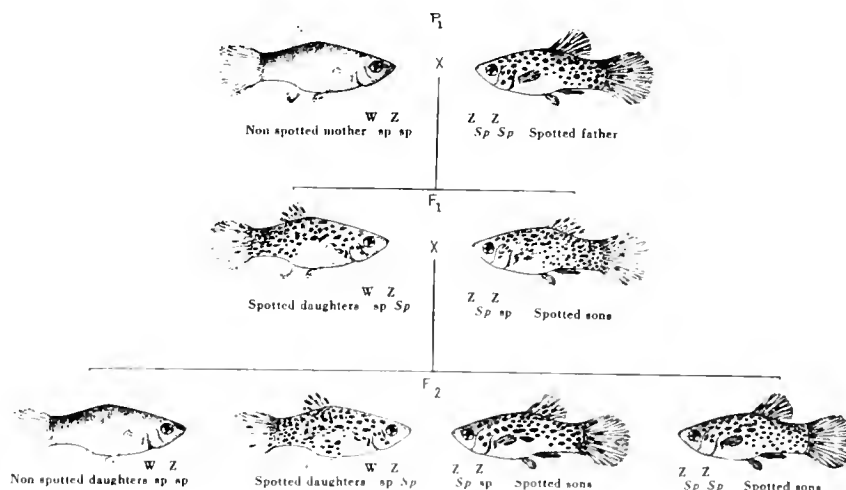 P1
X
W Z Z Z
Non spotted mother sp sp Sp Sp Spotted father
F1
X
W Z Z Z
Spotted daughters sp Sp Sp sp Spotted sons
F2
W Z W Z Z Z Z Z
Non spotted daughters sp sp Spotted daughters sp Sp Sp sp Spotted sons Sp Sp Spotted sons